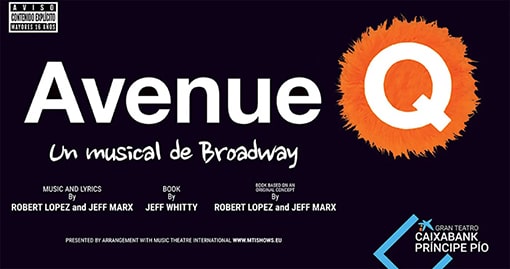 AVISO
CONTENIDO EXPLÍCITO
MAYORES 16 AÑOS
Avenue Q
Un musical de Broadway
MUSIC AND LYRICS
By
ROBERT LOPEZ and JEFF MARX
BOOK
By
JEFF WHITTY
BOOK BASED ON AN
ORIGINAL CONCEPT
By
ROBERT LOPEZ and JEFF MARX
PRESENTED BY ARRANGEMENT WITH MUSIC THEATRE INTERNATIONAL WWW.MTISHOWS.EU
GRAN TEATRO
CAIXABANK
PRÍNCIPE PÍO